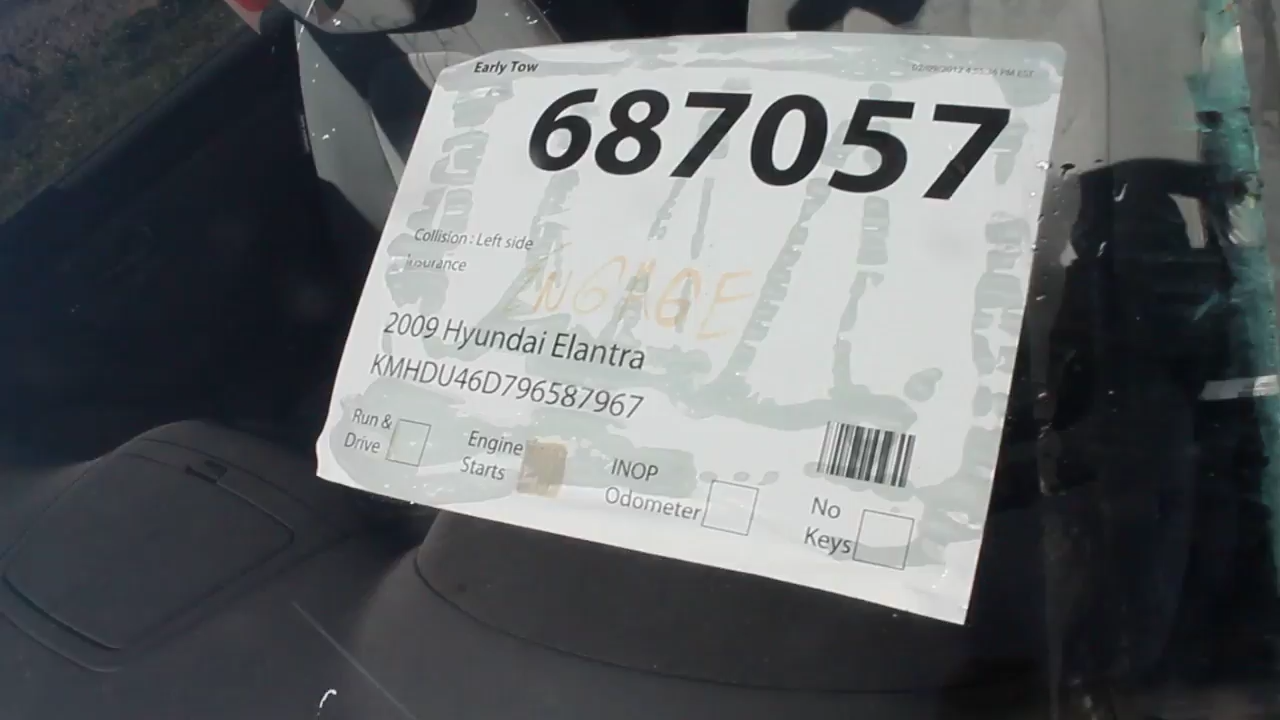 Early Tow
687057
Collision : Left side
Insurance
ENGAGE
2009 Hyundai Elantra
KMHDU46D796587967
Run & Drive
Engine Starts
INOP Odometer
No Keys